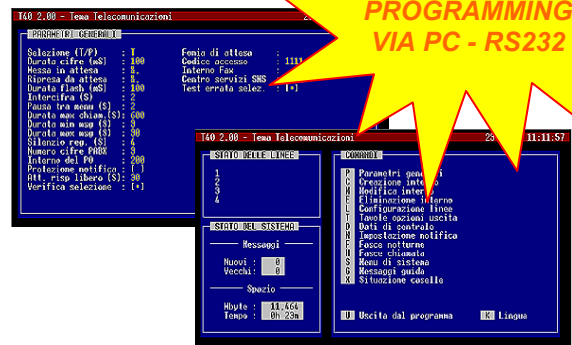 PROGRAMMING
VIA PC - RS232
T40 2.00 - Tema Telecomunicazioni
PARAMETRI GENERALI
Selezione (T/P) : T
Durata cifre (mS) : 100
Messa in attesa : &,
Ripresa da attesa : &,
Durata flash (mS) : 100
Intercifra (S) : 2
Pausa tra menu (S) : 2
Durata max chiam.(S): 600
Durata min msg (S) : 3
Durata max msg (S) : 90
Silenzio reg. (S) : 4
Numero cifre PABX : 3
Interno del PO : 200
Protezione notifica : [ ]
Att. risp libero (S): 30
Verifica selezione : [*]
Fonia di attesa :
Codice accesso : 1111
Interno Fax :
Centro servizi SMS
Test errata selez. : [*]
T40 2.00 - Tema Telecomunicazioni
11:11:57
STATO DELLE LINEE
1
2
3
4
STATO DEL SISTEMA
Messaggi
Nuovi : 0
Vecchi: 0
Spazio
Kbyte : 11,464
Tempo : 0h 23m
COMANDI
P Parametri generali
C Creazione interno
M Modifica interno
E Eliminazione interno
L Configurazione linee
T Tavole opzioni uscita
D Dati di controlo
N Impostazione notifica
F Fasce notturne
H Fasce chiamata
S Menu di sistema
G Messaggi guida
X Situazione caselle
U Uscita dal programma
K Lingua